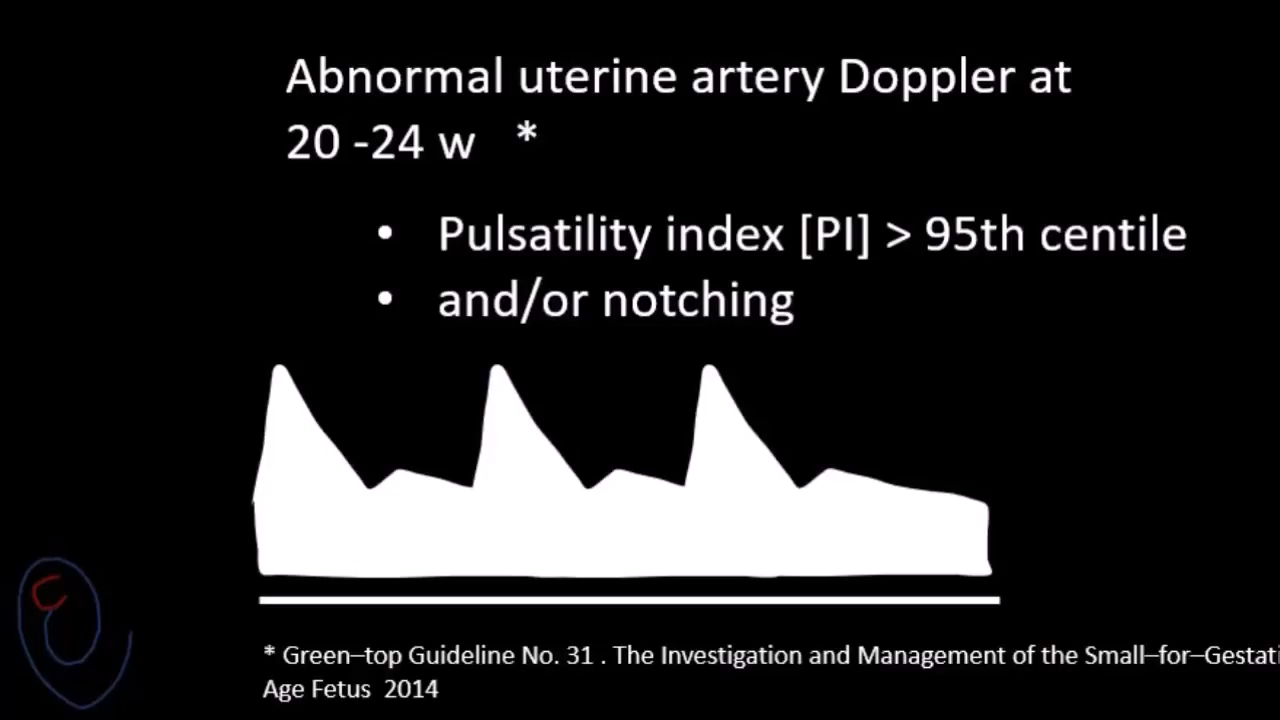 Abnormal uterine artery Doppler at
20 -24 w *
• Pulsatility index [PI] > 95th centile
• and/or notching
* Green–top Guideline No. 31 . The Investigation and Management of the Small–for–Gestati
Age Fetus 2014